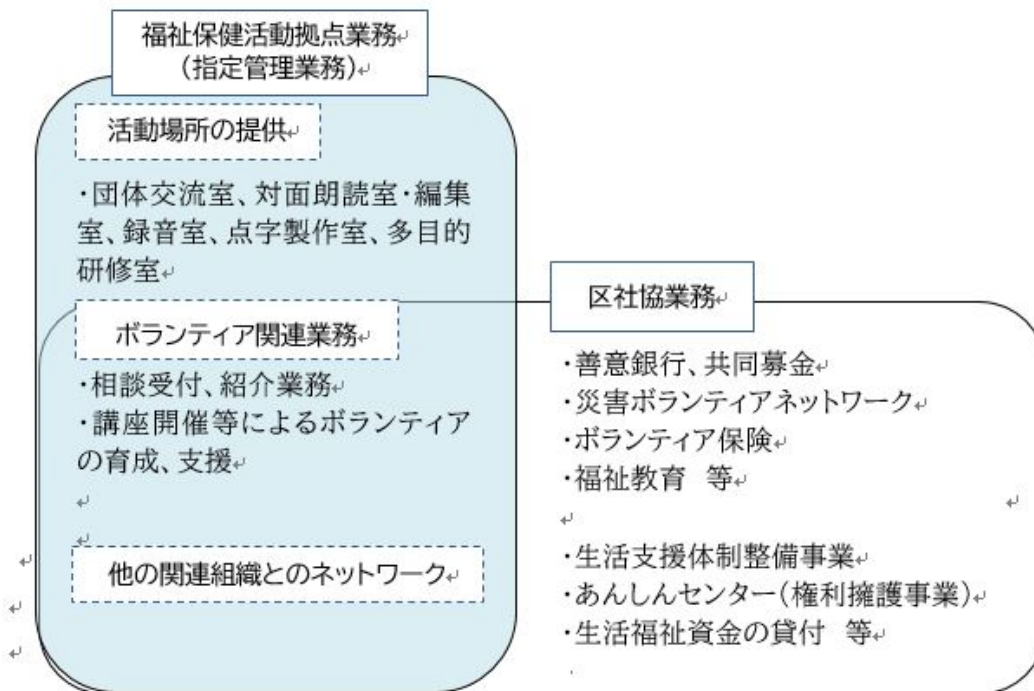 福祉保健活動拠点業務
（指定管理業務）
活動場所の提供
・団体交流室、対面朗読室・編集
室、録音室、点字製作室、多目的
研修室
ボランティア関連業務
・相談受付、紹介業務
・講座開催等によるボランティア
の育成、支援
他の関連組織とのネットワーク
区社協業務
・善意銀行、共同募金
・災害ボランティアネットワーク
・ボランティア保険
・福祉教育　等
・生活支援体制整備事業
・あんしんセンター（権利擁護事業）
・生活福祉資金の貸付　等